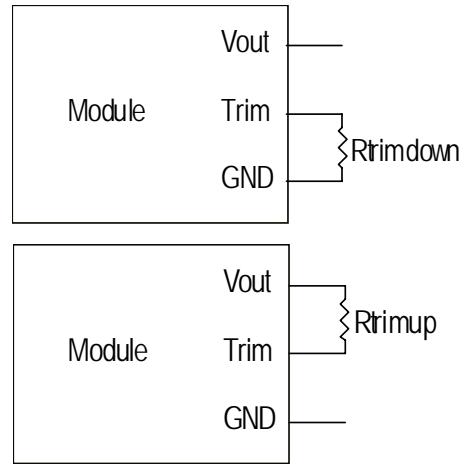 Vout
Module
Trim
Rtrimdown
GND
Vout
Rtrimup
Module
Trim
GND